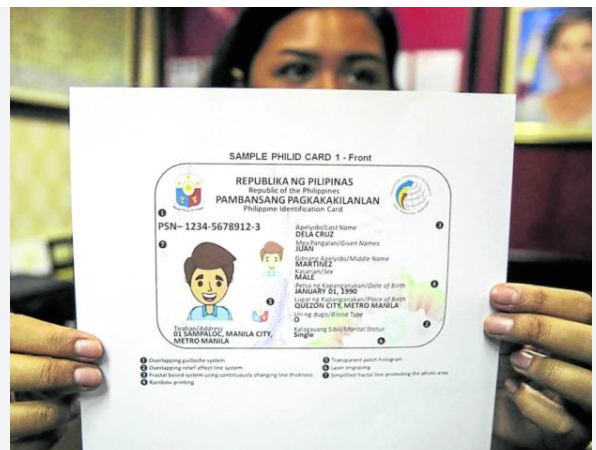 SAMPLE PHILID CARD 1 - Front
REPUBLIKA NG PILIPINAS
Republic of the Philippines
PAMBANSANG PAGKAKAKILANLAN
Philippine Identification Card
1
PSN– 1234-5678912-3
7
Apelyido/Last Name
3
DELA CRUZ
Mga Pangalan/Given Names
JUAN
Gitnang Apelyido/Middle Name
MARTINEZ
Kasarian/Sex
MALE
Petsa ng Kapanganakan/Date of Birth
4
JANUARY 01, 1990
Lugar ng Kapanganakan/Place of Birth
5
QUEZON CITY, METRO MANILA
Uri ng dugo/Blood Type
O
2
Kalagayang Sibil/Marital Status
Single
6
Tirahan/Address
01 SAMPALOC, MANILA CITY,
METRO MANILA
1 Overlapping guilloche system
2 Overlapping relief effect line system
3 Fractal based system using continuously changing line thickness
4 Rainbow printing
5 Transparent patch hologram
6 Laser engraving
7 Simplified fractal line protecting the photo area